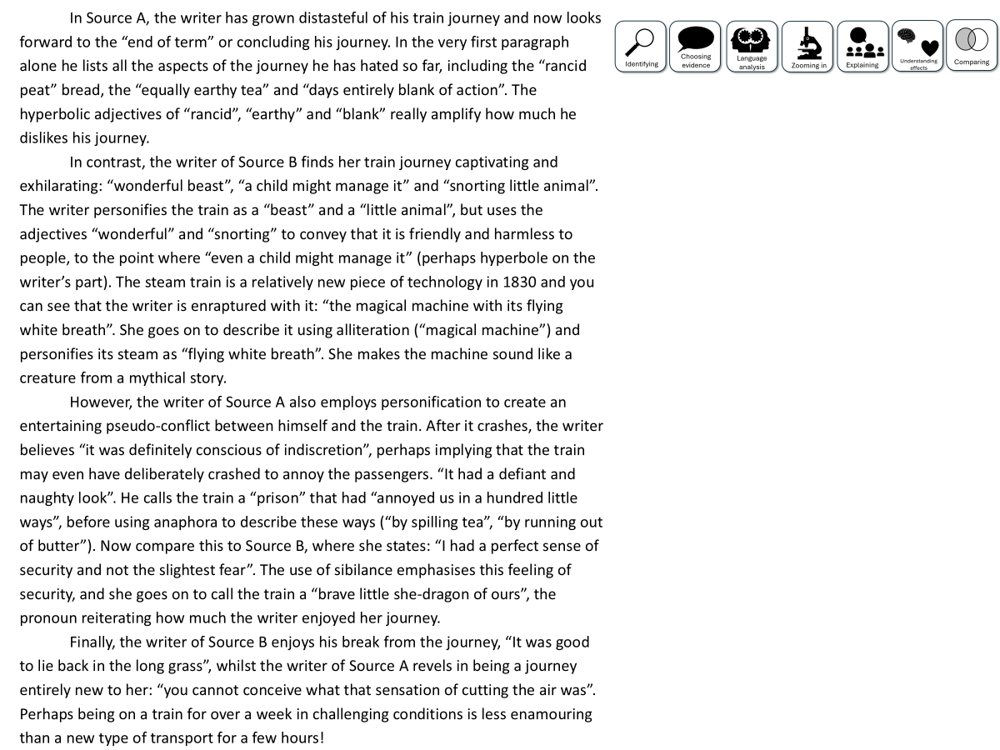 In Source A, the writer has grown distasteful of his train journey and now looks
forward to the “end of term” or concluding his journey. In the very first paragraph
alone he lists all the aspects of the journey he has hated so far, including the “rancid
peat” bread, the “equally earthy tea” and “days entirely blank of action”. The
hyperbolic adjectives of “rancid”, “earthy” and “blank” really amplify how much he
dislikes his journey.
In contrast, the writer of Source B finds her train journey captivating and
exhilarating: “wonderful beast”, “a child might manage it” and “snorting little animal”.
The writer personifies the train as a “beast” and a “little animal”, but uses the
adjectives “wonderful” and “snorting” to convey that it is friendly and harmless to
people, to the point where “even a child might manage it” (perhaps hyperbole on the
writer’s part). The steam train is a relatively new piece of technology in 1830 and you
can see that the writer is enraptured with it: “the magical machine with its flying
white breath”. She goes on to describe it using alliteration (“magical machine”) and
personifies its steam as “flying white breath”. She makes the machine sound like a
creature from a mythical story.
However, the writer of Source A also employs personification to create an
entertaining pseudo-conflict between himself and the train. After it crashes, the writer
believes “it was definitely conscious of indiscretion”, perhaps implying that the train
may even have deliberately crashed to annoy the passengers. “It had a defiant and
naughty look”. He calls the train a “prison” that had “annoyed us in a hundred little
ways”, before using anaphora to describe these ways (“by spilling tea”, “by running out
of butter”). Now compare this to Source B, where she states: “I had a perfect sense of
security and not the slightest fear”. The use of sibilance emphasises this feeling of
security, and she goes on to call the train a “brave little she-dragon of ours”, the
pronoun reiterating how much the writer enjoyed her journey.
Finally, the writer of Source B enjoys his break from the journey, “It was good
to lie back in the long grass”, whilst the writer of Source A revels in being a journey
entirely new to her: “you cannot conceive what that sensation of cutting the air was”.
Perhaps being on a train for over a week in challenging conditions is less enamouring
than a new type of transport for a few hours!
Identifying
Choosing
evidence
Language
analysis
Zooming in
Explaining
Understanding
effects
Comparing